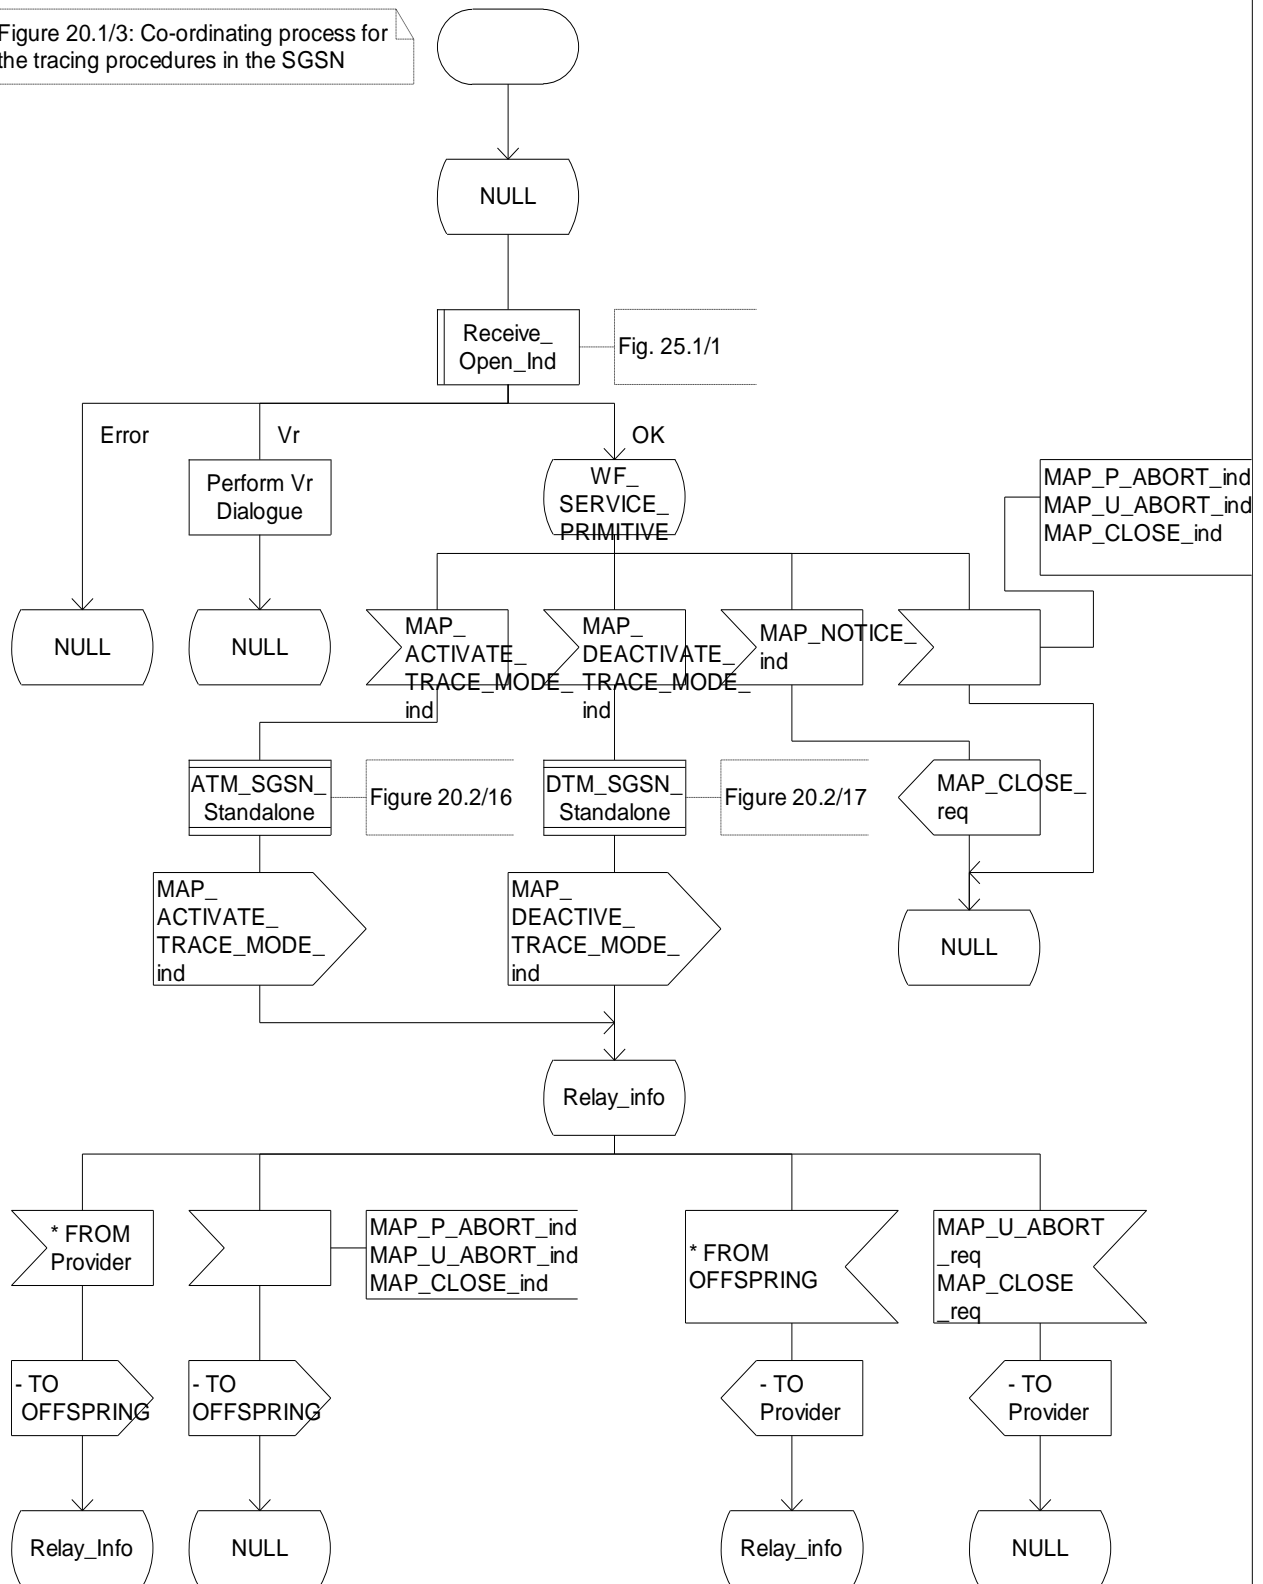 Figure 20.1/3: Co-ordinating process for
the tracing procedures in the SGSN
NULL
Receive_
Open_Ind
Fig. 25.1/1
Error
Vr
OK
Perform Vr
Dialogue
WF_
SERVICE_
PRIMITIVE
MAP_P_ABORT_ind
MAP_U_ABORT_ind
MAP_CLOSE_ind
NULL
NULL
MAP_
ACTIVATE_
TRACE_MODE_
ind
MAP_
DEACTIVATE_
TRACE_MODE_
ind
MAP_NOTICE_
ind
ATM_SGSN_
Standalone
Figure 20.2/16
DTM_SGSN_
Standalone
Figure 20.2/17
MAP_CLOSE_
req
MAP_
ACTIVATE_
TRACE_MODE_
ind
MAP_
DEACTIVE_
TRACE_MODE_
ind
NULL
Relay_info
* FROM
Provider
MAP_P_ABORT_ind
MAP_U_ABORT_ind
MAP_CLOSE_ind
* FROM
OFFSPRING
MAP_U_ABORT
_req
MAP_CLOSE
_req
- TO
OFFSPRING
- TO
OFFSPRING
- TO
Provider
- TO
Provider
Relay_Info
NULL
Relay_info
NULL